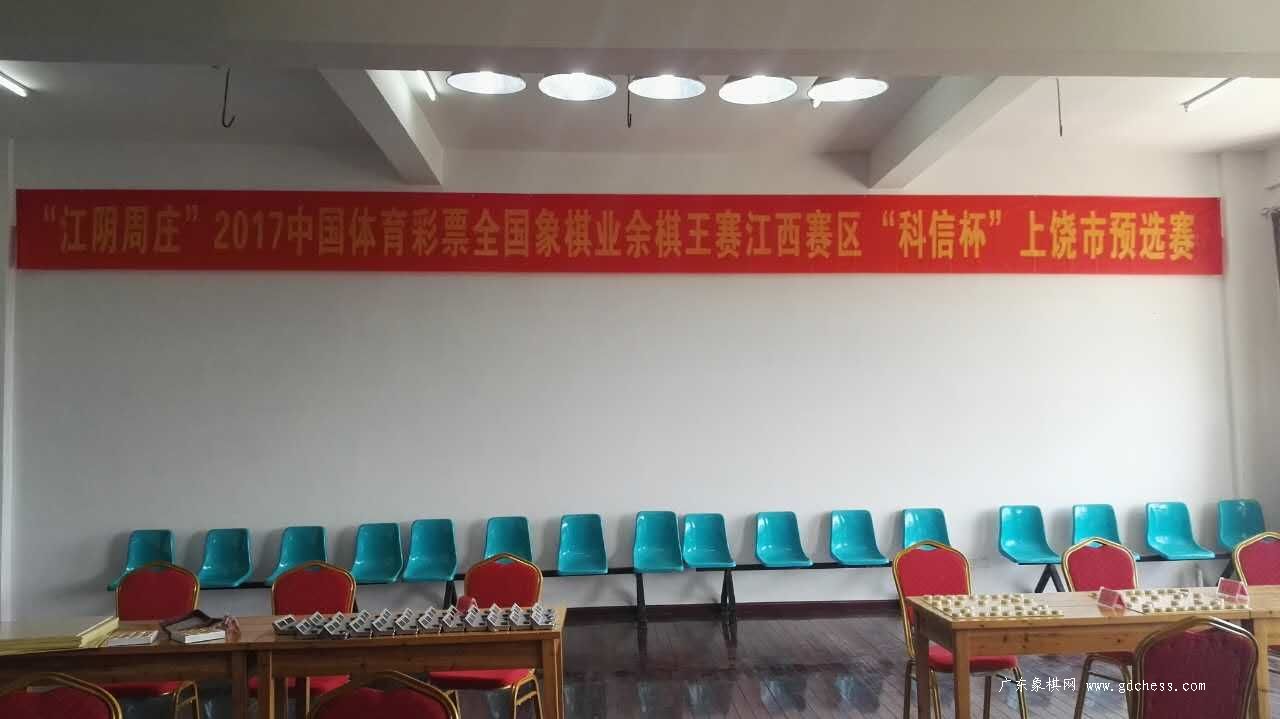 “江阴周庄”2017中国体育彩票全国象棋业余棋王赛江西赛区“科信杯”上饶市预选赛
广东象棋网 www.gdchess.com